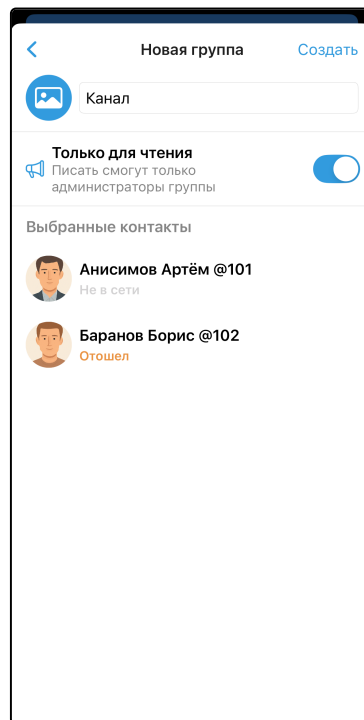 Новая группа
Создать
Канал
Только для чтения
Писать смогут только
администраторы группы
Выбранные контакты
Анисимов Артём @101
Не в сети
Баранов Борис @102
Отошел